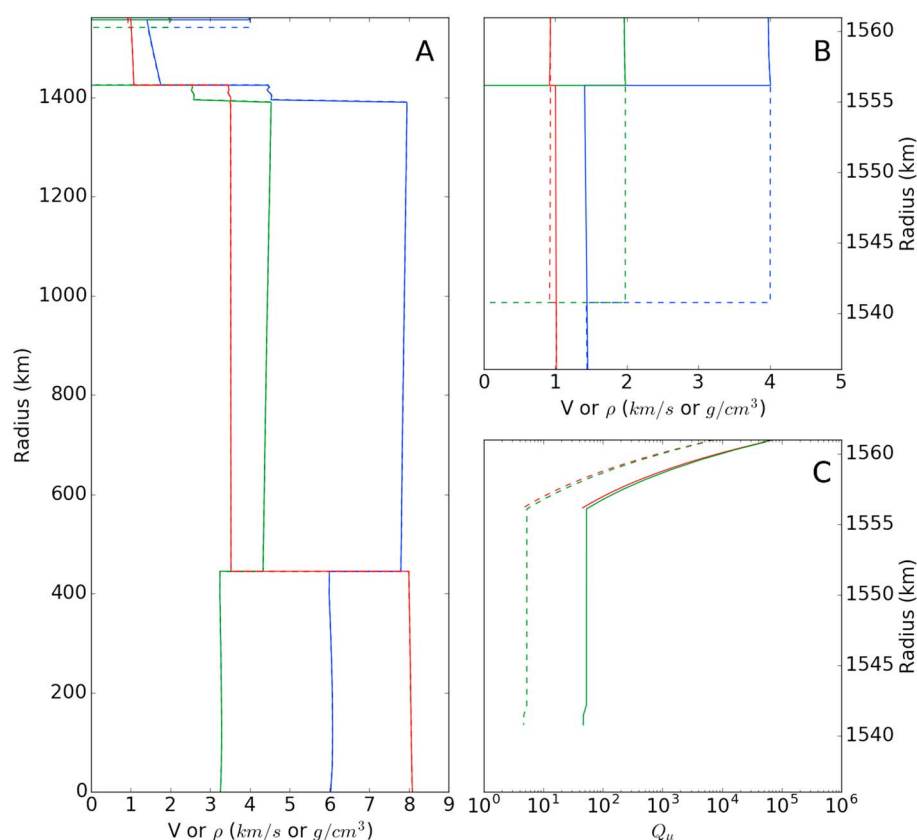 A
1400
1200
1000
800
600
400
200
0
Radius (km)
0 1 2 3 4 5 6 7 8 9
V or ρ (km/s or g/cm³)
B
1560
1555
1550
1545
1540
Radius (km)
0 1 2 3 4 5
V or ρ (km/s or g/cm³)
C
1560
1555
1550
1545
1540
Radius (km)
10⁰ 10¹ 10² 10³ 10⁴ 10⁵ 10⁶
Qμ